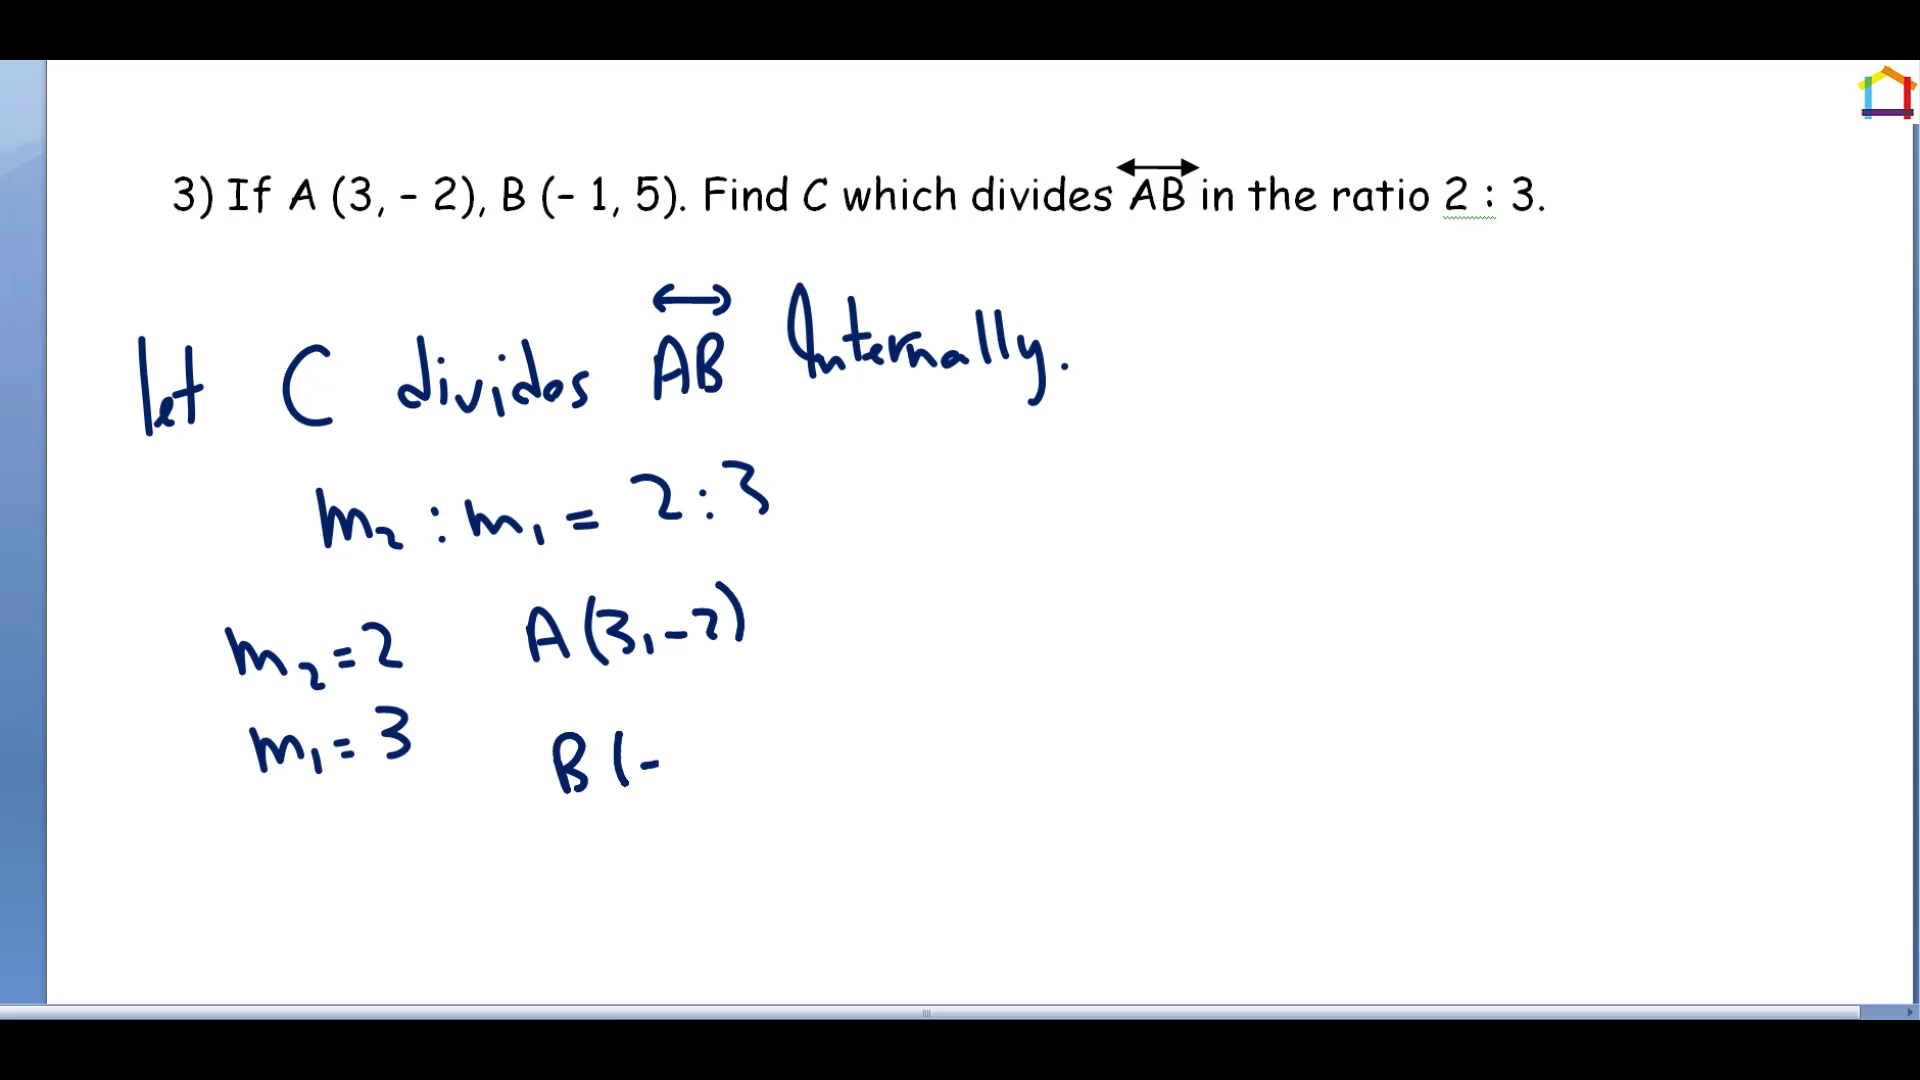 3) If A (3, – 2), B (– 1, 5). Find C which divides AB in the ratio 2 : 3.
let C divides AB Internally.
m₂ : m₁ = 2 : 3
m₂ = 2 A (3, – 2)
m₁ = 3 B ( –